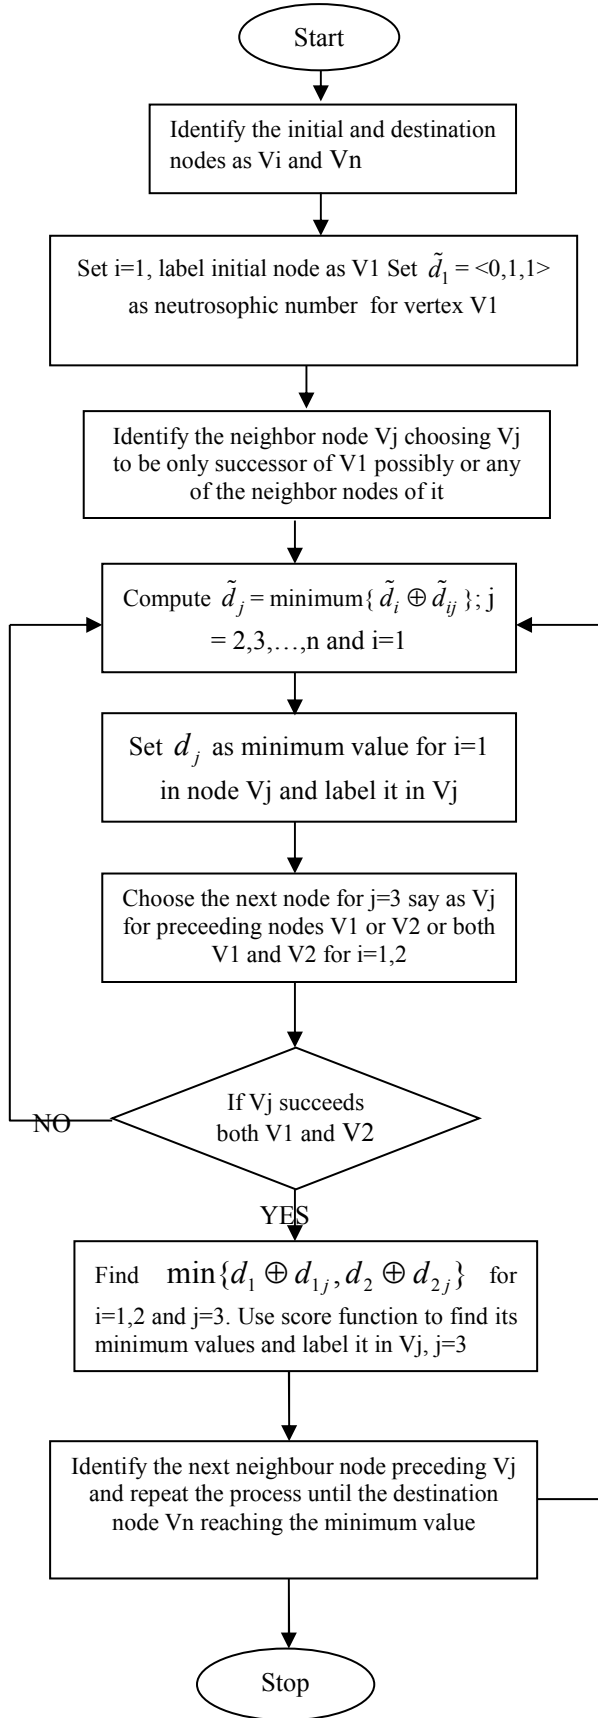 Start
Identify the initial and destination
nodes as Vi and Vn
Set i=1, label initial node as V1 Set d̃₁ = <0,1,1>
as neutrosophic number for vertex V1
Identify the neighbor node Vj choosing Vj
to be only successor of V1 possibly or any
of the neighbor nodes of it
Compute d̃ⱼ = minimum{ d̃ᵢ ⊕ d̃ᵢⱼ }; j
= 2,3,…,n and i=1
Set dⱼ as minimum value for i=1
in node Vj and label it in Vj
Choose the next node for j=3 say as Vj
for preceeding nodes V1 or V2 or both
V1 and V2 for i=1,2
If Vj succeeds
both V1 and V2
NO
YES
Find min{d₁ ⊕ d₁ⱼ, d₂ ⊕ d₂ⱼ} for
i=1,2 and j=3. Use score function to find its
minimum values and label it in Vj, j=3
Identify the next neighbour node preceding Vj
and repeat the process until the destination
node Vn reaching the minimum value
Stop